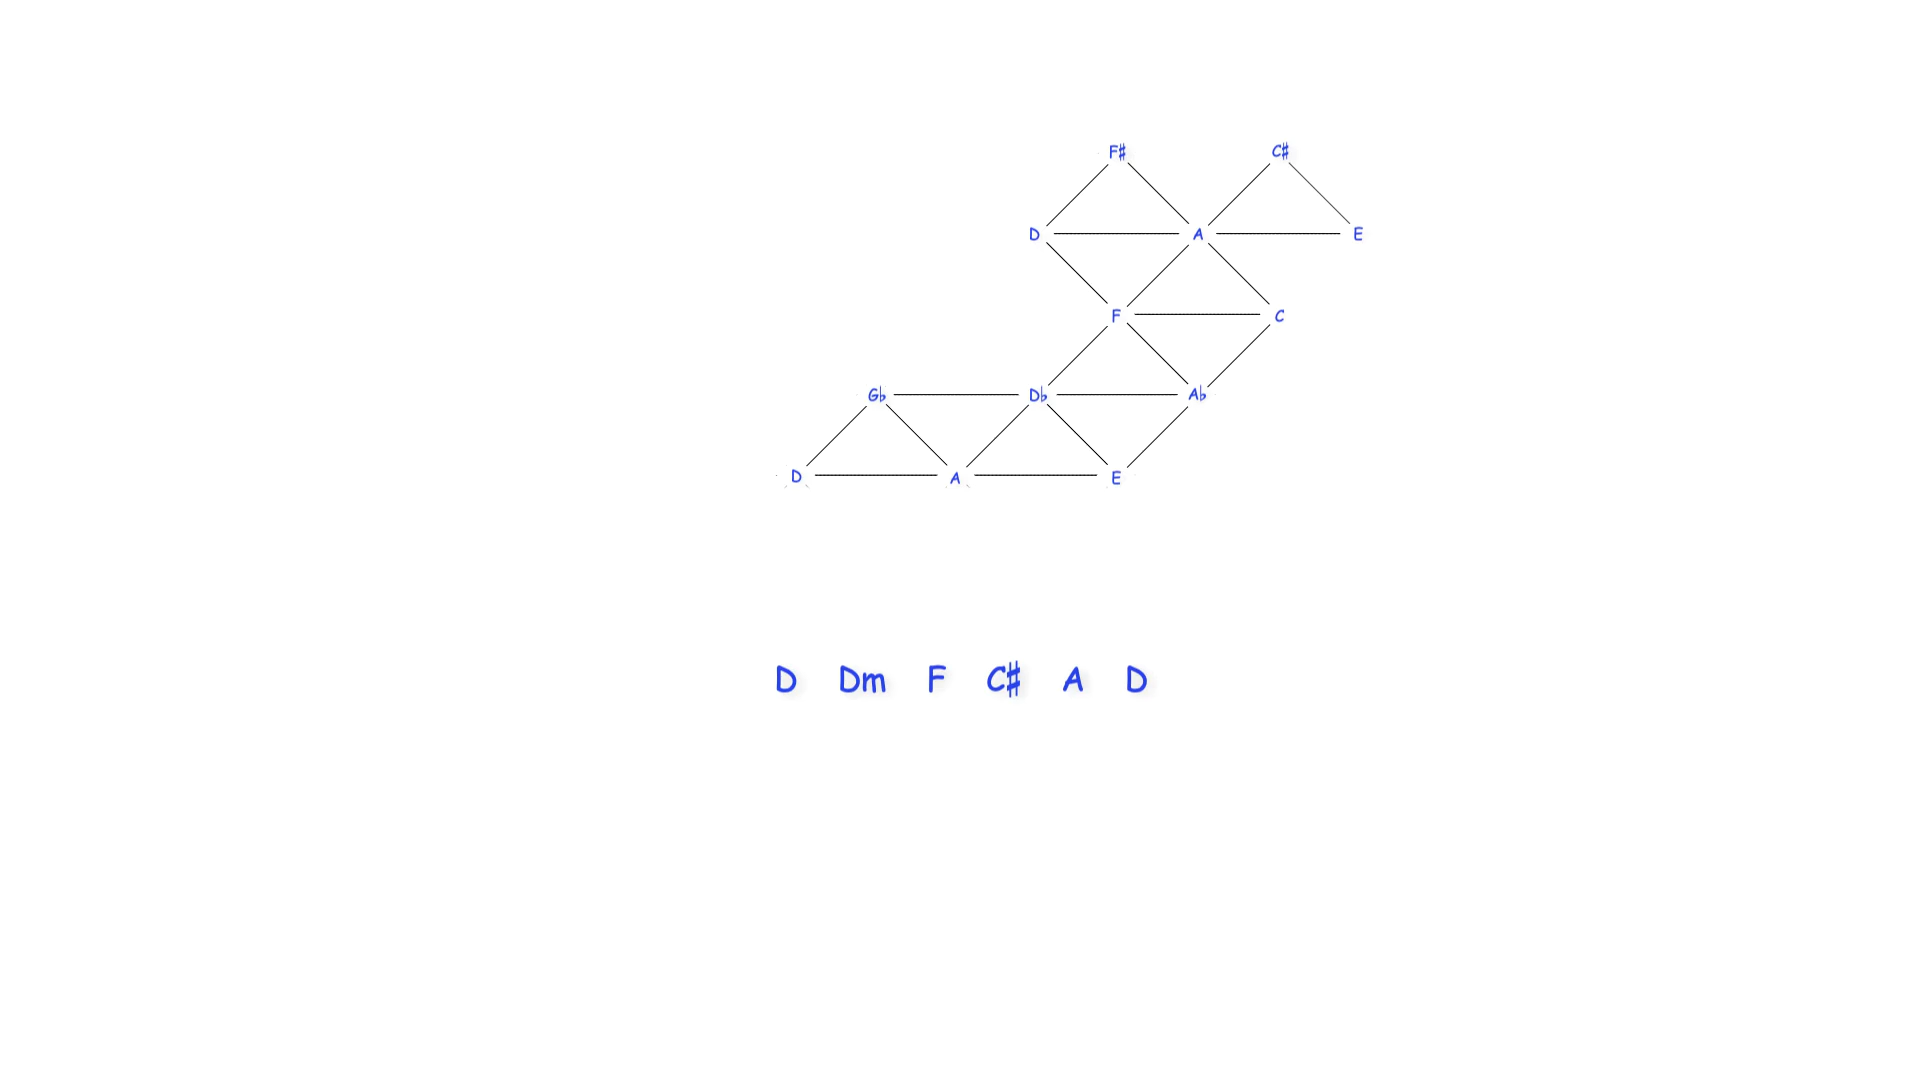 F♯ C♯
D A E
F C
G♭ D♭ A♭
D A E
D Dm F C♯ A D